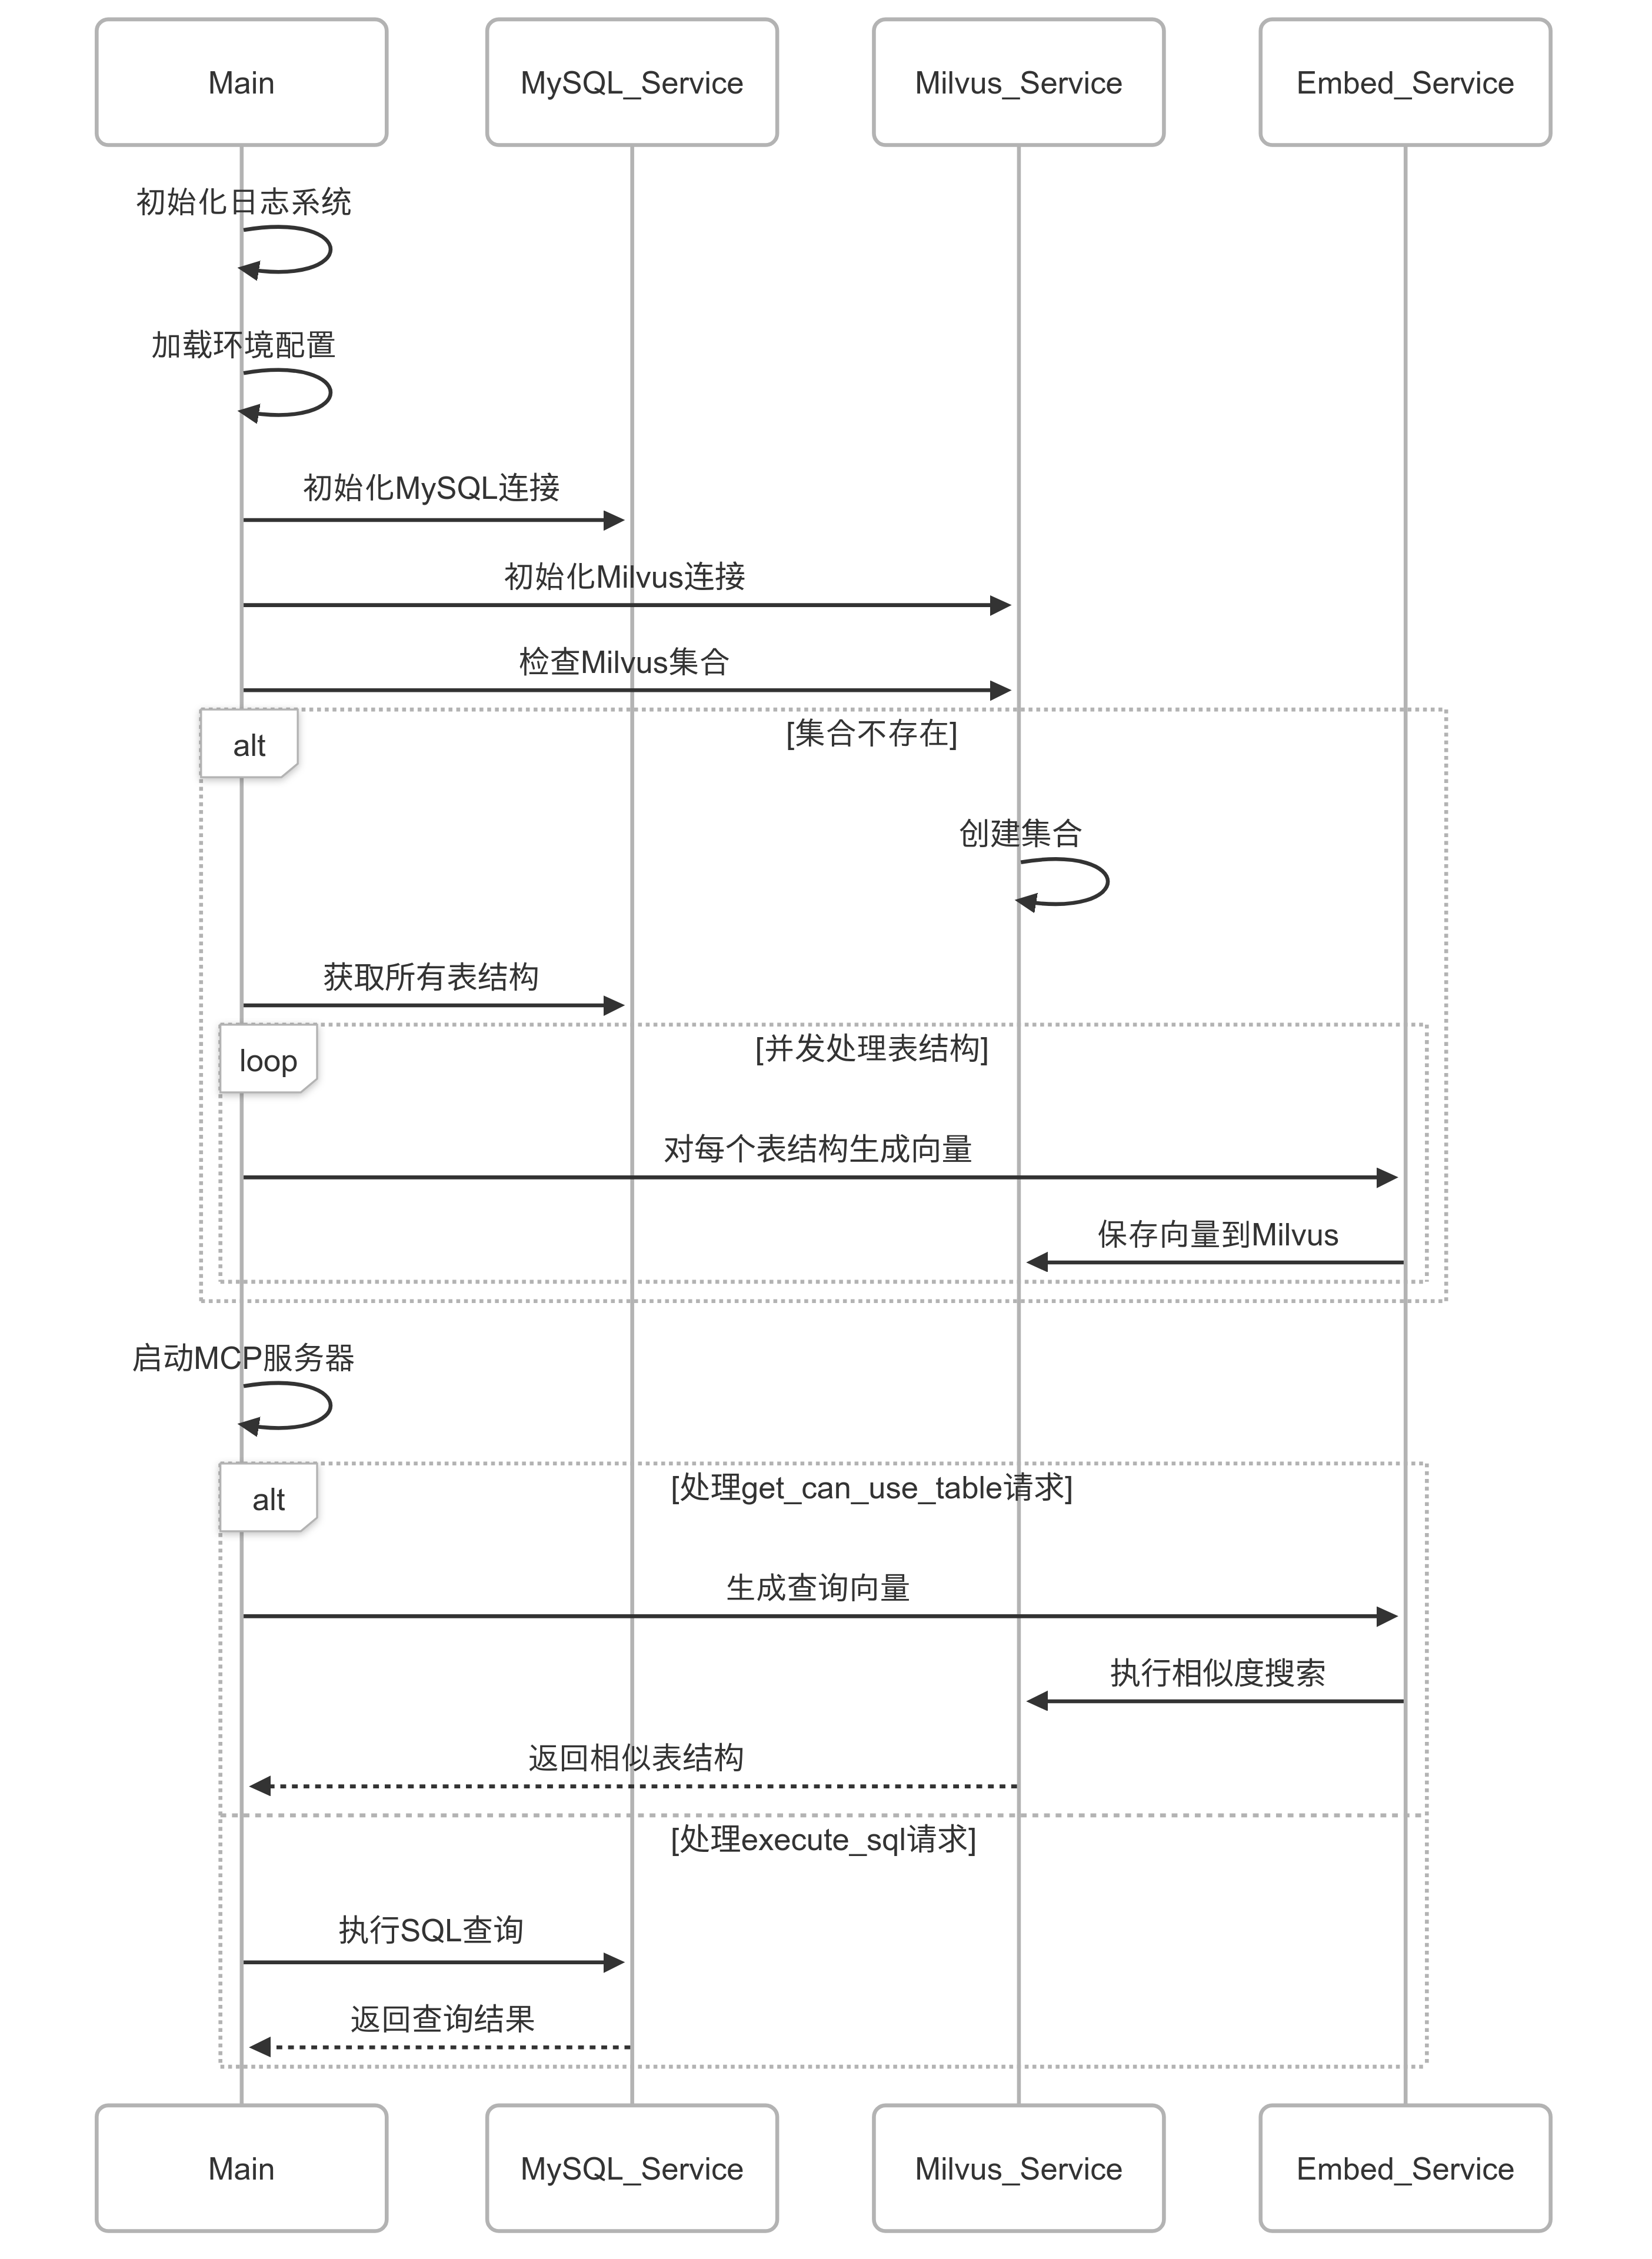 Main
MySQL_Service
Milvus_Service
Embed_Service
初始化日志系统
加载环境配置
初始化MySQL连接
初始化Milvus连接
检查Milvus集合
alt
[集合不存在]
创建集合
获取所有表结构
loop
[并发处理表结构]
对每个表结构生成向量
保存向量到Milvus
启动MCP服务器
alt
[处理get_can_use_table请求]
生成查询向量
执行相似度搜索
返回相似表结构
[处理execute_sql请求]
执行SQL查询
返回查询结果
Main
MySQL_Service
Milvus_Service
Embed_Service